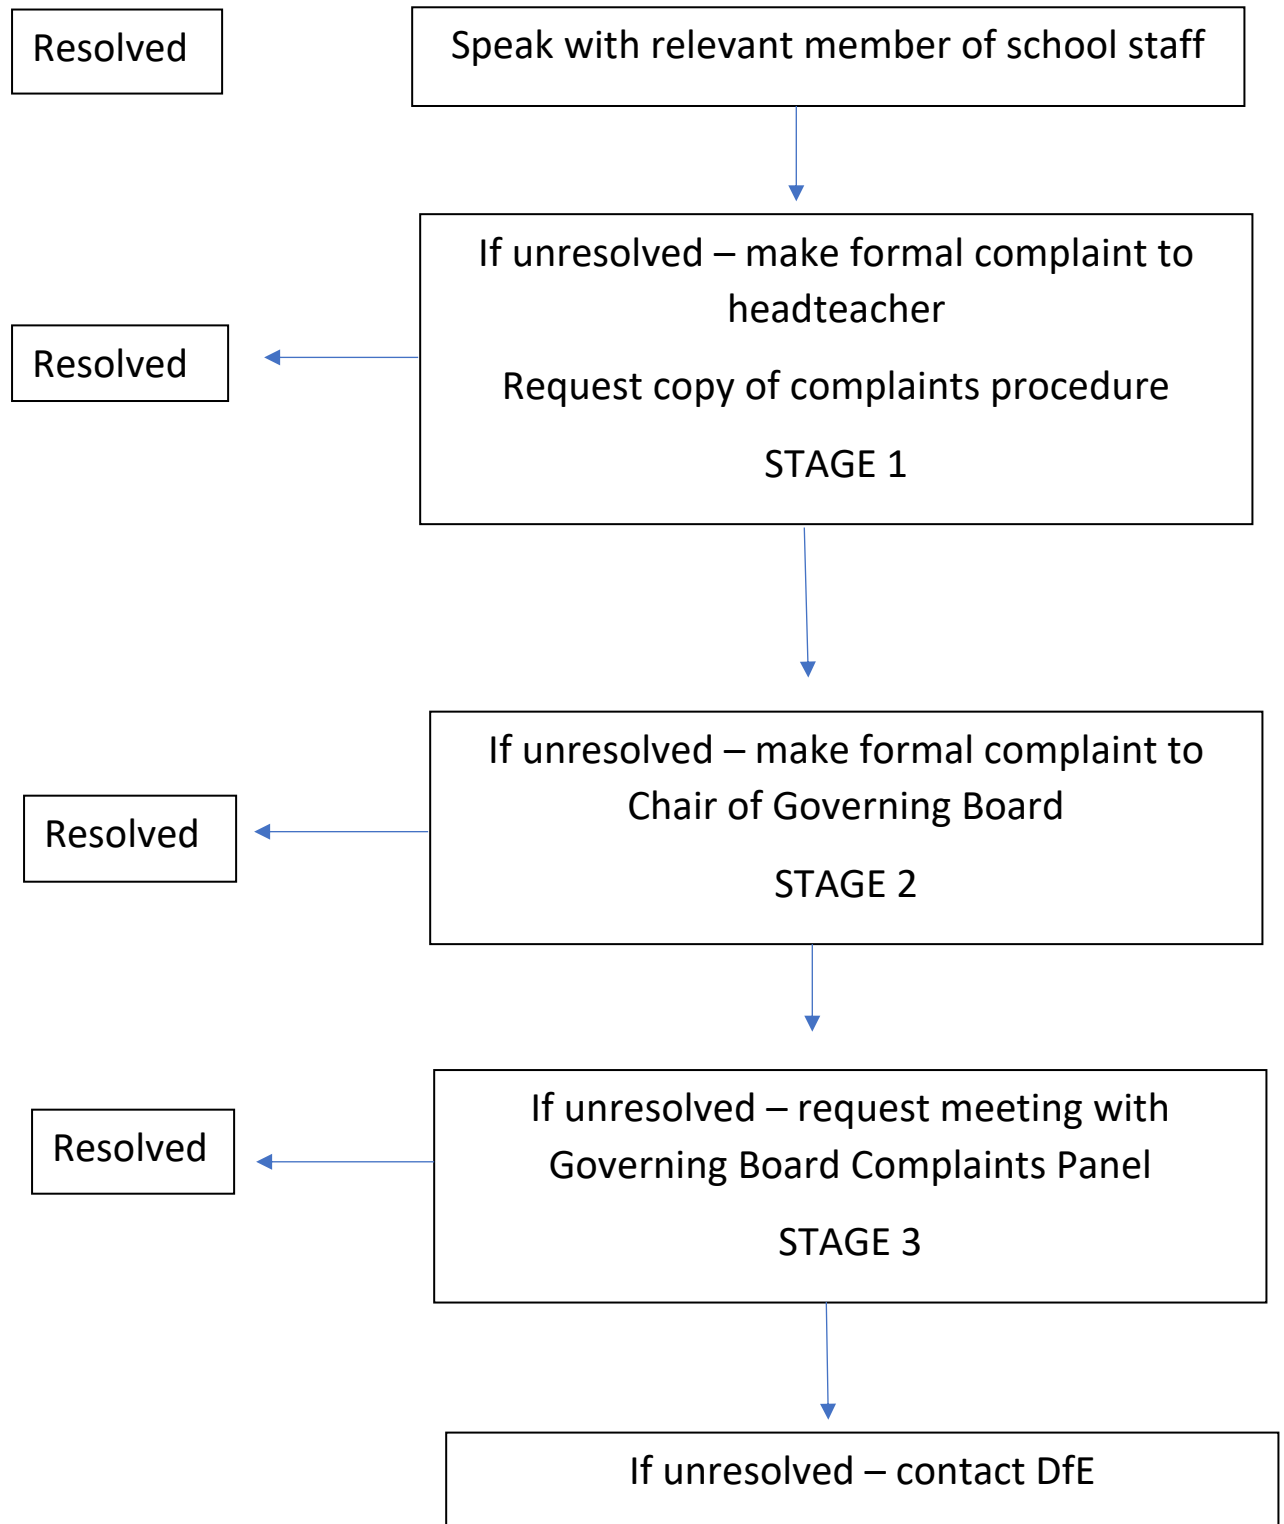 Resolved
Speak with relevant member of school staff
If unresolved – make formal complaint to
headteacher
Resolved
Request copy of complaints procedure
STAGE 1
If unresolved – make formal complaint to
Chair of Governing Board
Resolved
STAGE 2
If unresolved – request meeting with
Governing Board Complaints Panel
Resolved
STAGE 3
If unresolved – contact DfE